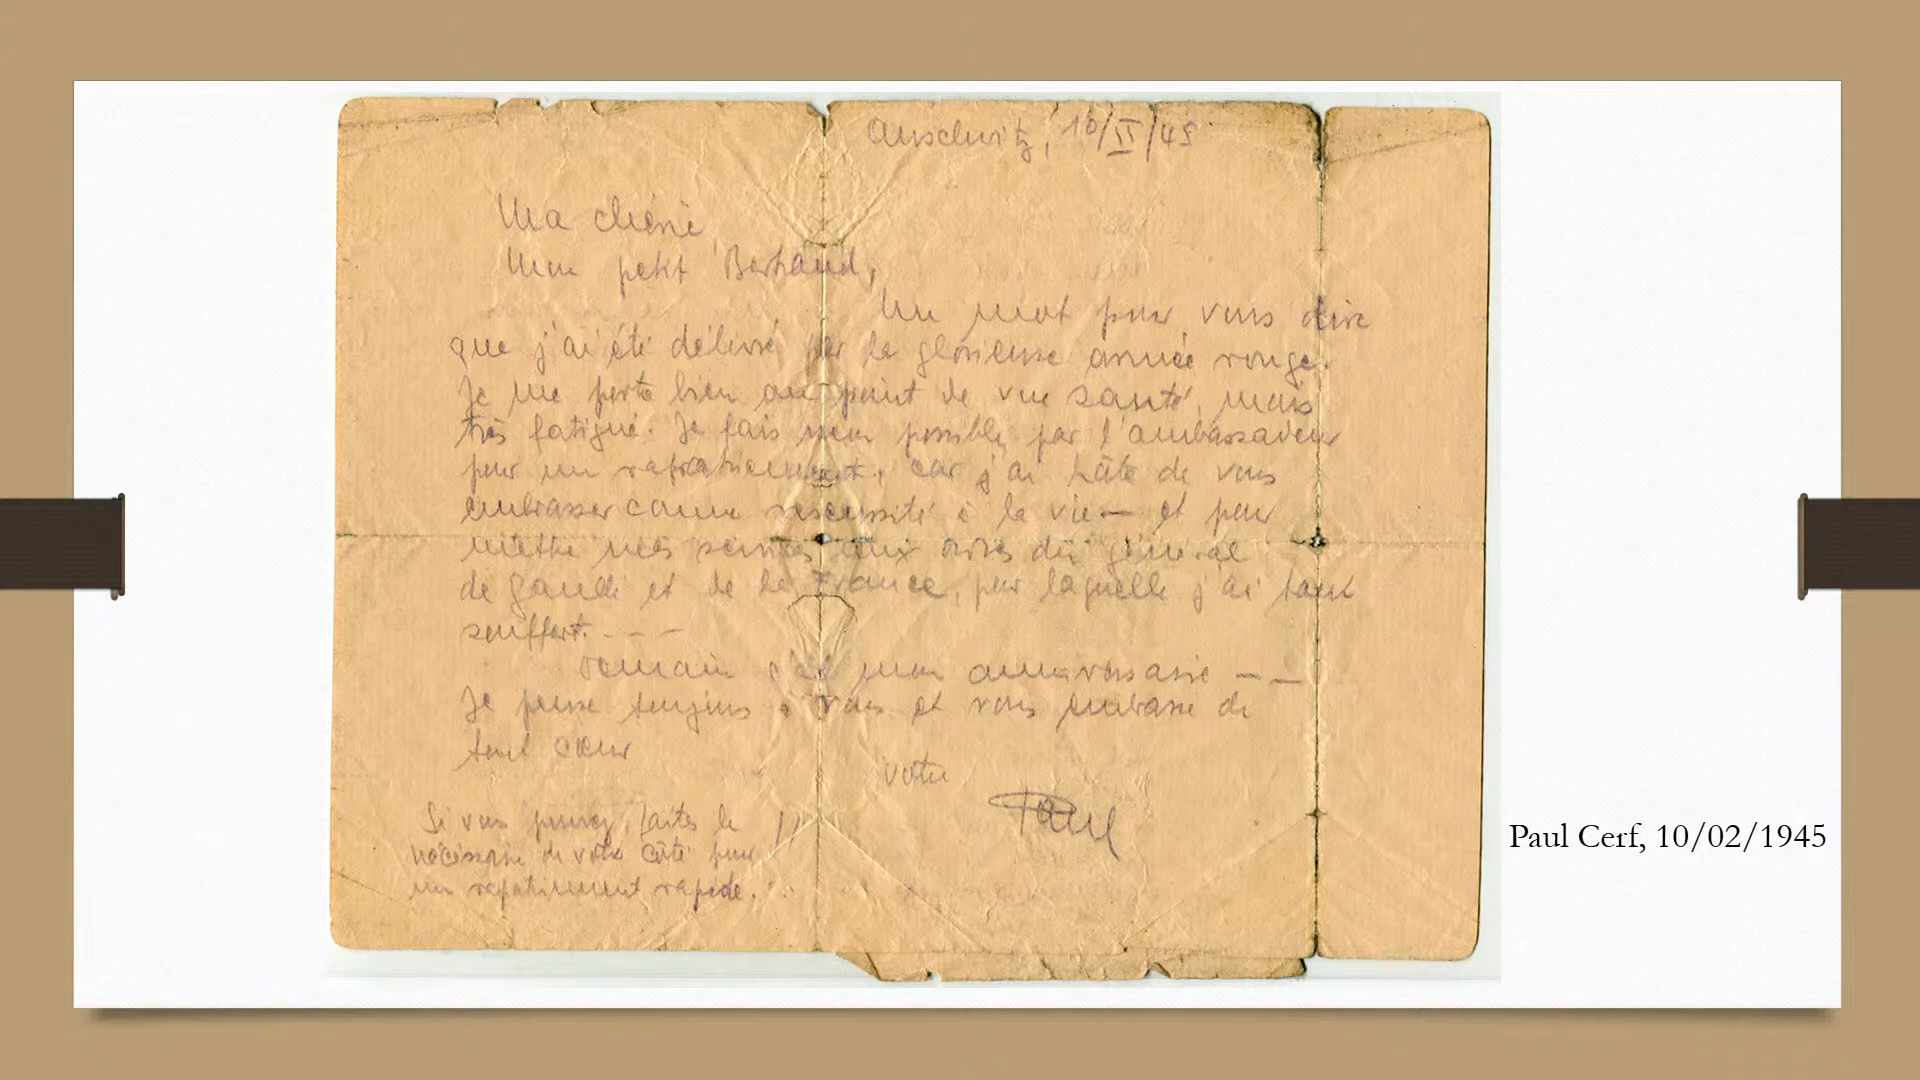 Auschwitz, 10/II/45
Ma chérie,
Mon petit Bertrand,
Un mot pour vous dire
que j'ai été délivré par la glorieuse armée rouge.
Je me porte bien au point de vue santé, mais
très fatigué. Je fais mon possible par l'ambassadeur
pour un rapatriement, car j'ai hâte de vous
embrasser comme ressuscité à la vie — et pour
mettre mes services aux ordres du général
de Gaulle et de la France, pour laquelle j'ai tant
souffert. - - -
Demain c'est mon anniversaire - -
Je pense toujours à vous et vous embrasse de
tout cœur
votre
Paul
Si vous pouvez, faites le
nécessaire de votre côté pour
un rapatriement rapide.
!!
Paul Cerf, 10/02/1945